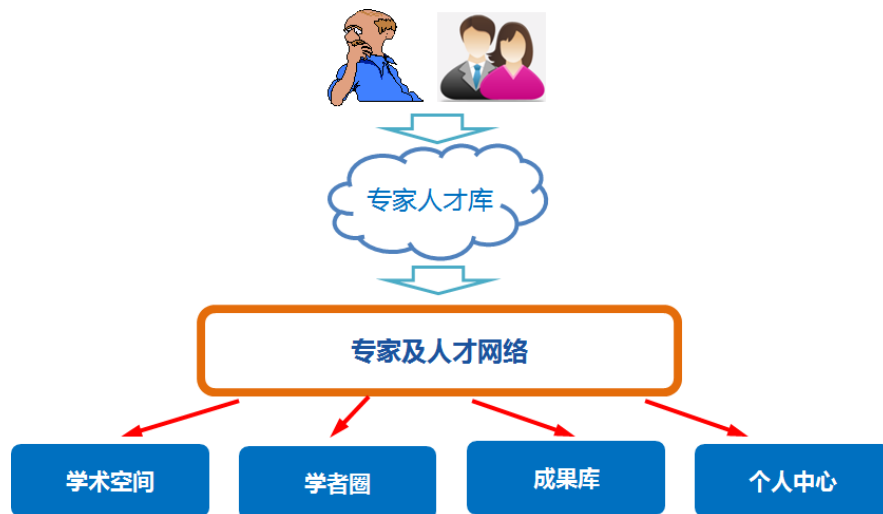 专家人才库
专家及人才网络
学术空间
学者圈
成果库
个人中心